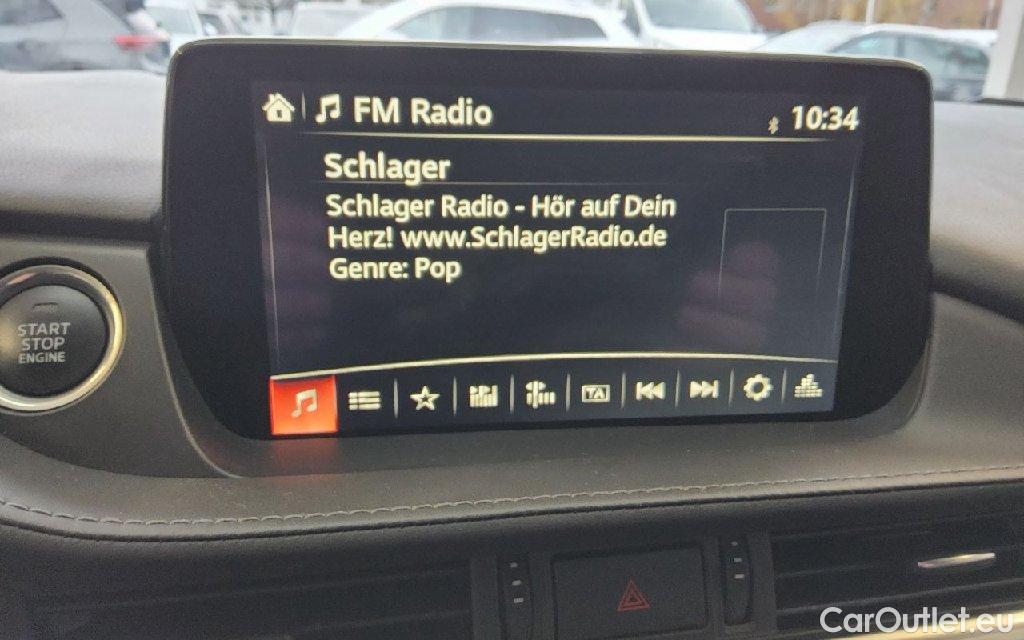 FM Radio
10:34
Schlager
Schlager Radio - Hör auf Dein
Herz! www.SchlagerRadio.de
Genre: Pop
START
STOP
ENGINE
TA
CarOutlet.eu